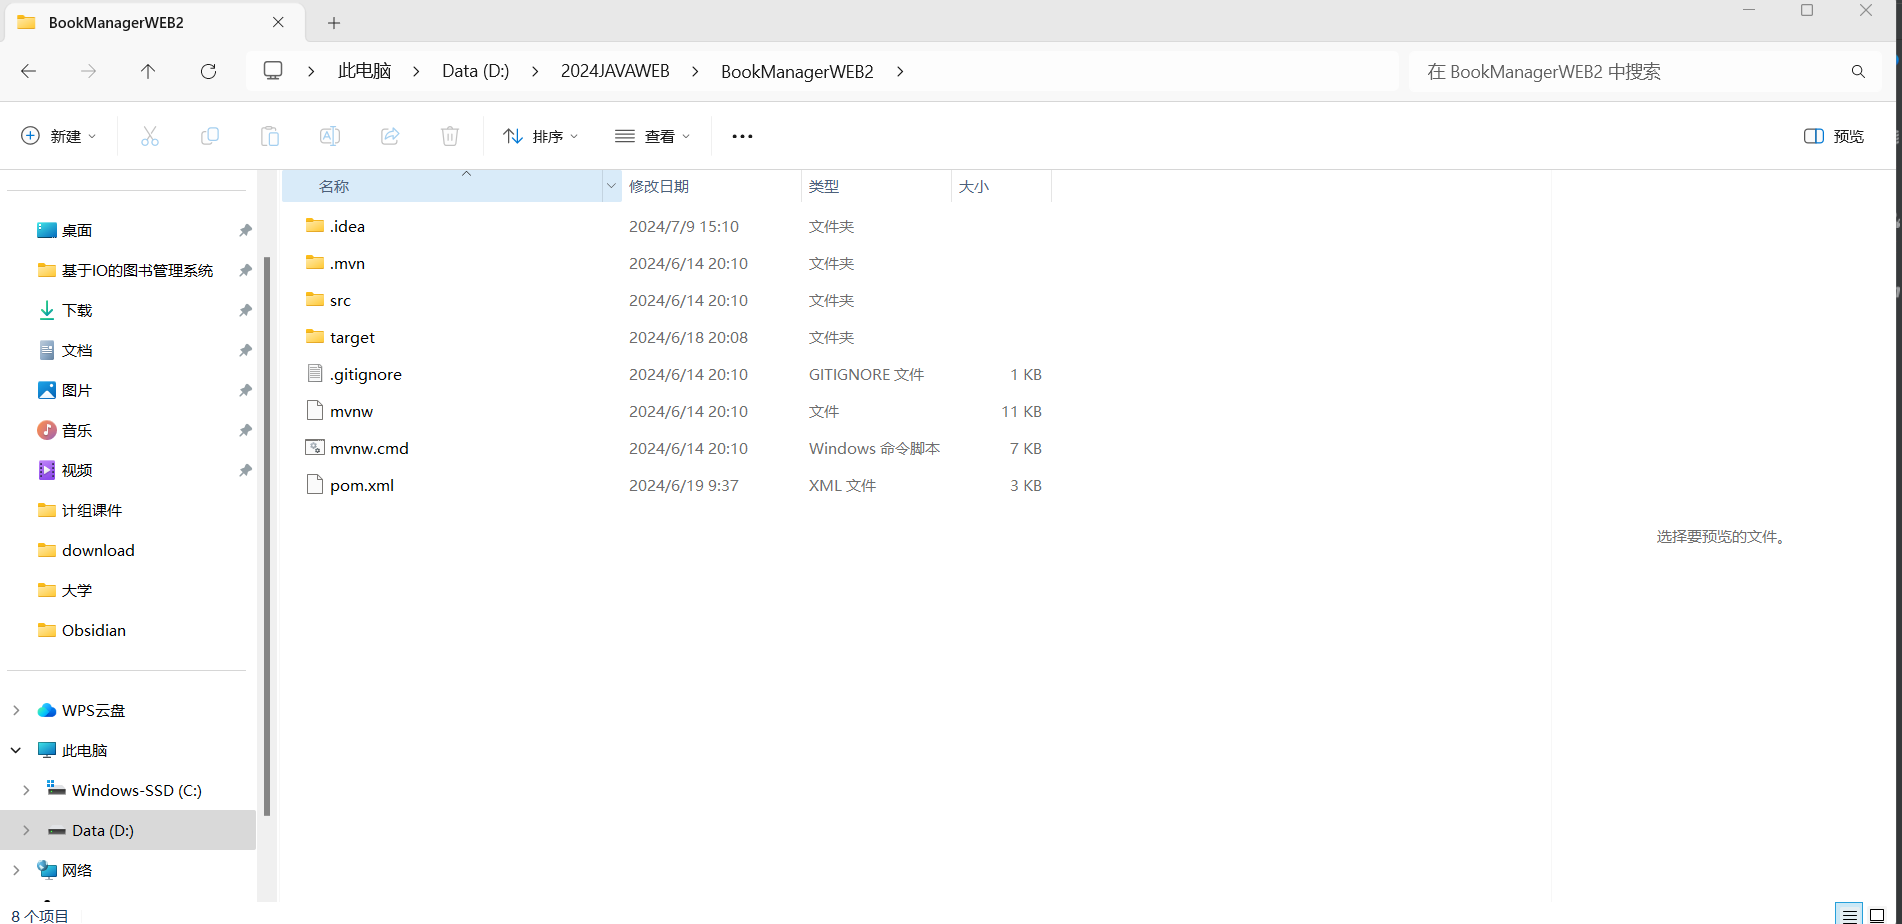 BookManagerWEB2
此电脑 Data (D:) 2024JAVAWEB BookManagerWEB2
在 BookManagerWEB2 中搜索
新建 排序 查看 预览
名称 修改日期 类型 大小
.idea 2024/7/9 15:10 文件夹
.mvn 2024/6/14 20:10 文件夹
src 2024/6/14 20:10 文件夹
target 2024/6/18 20:08 文件夹
.gitignore 2024/6/14 20:10 GITIGNORE 文件 1 KB
mvnw 2024/6/14 20:10 文件 11 KB
mvnw.cmd 2024/6/14 20:10 Windows 命令脚本 7 KB
pom.xml 2024/6/19 9:37 XML 文件 3 KB
桌面
基于IO的图书管理系统
下载
文档
图片
音乐
视频
计组课件
download
大学
Obsidian
WPS云盘
此电脑
Windows-SSD (C:)
Data (D:)
网络
选择要预览的文件。
8 个项目